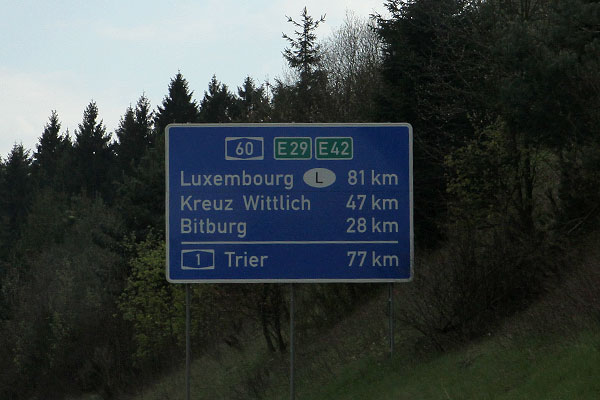 60 E29 E42
Luxembourg L 81 km
Kreuz Wittlich 47 km
Bitburg 28 km
1 Trier 77 km